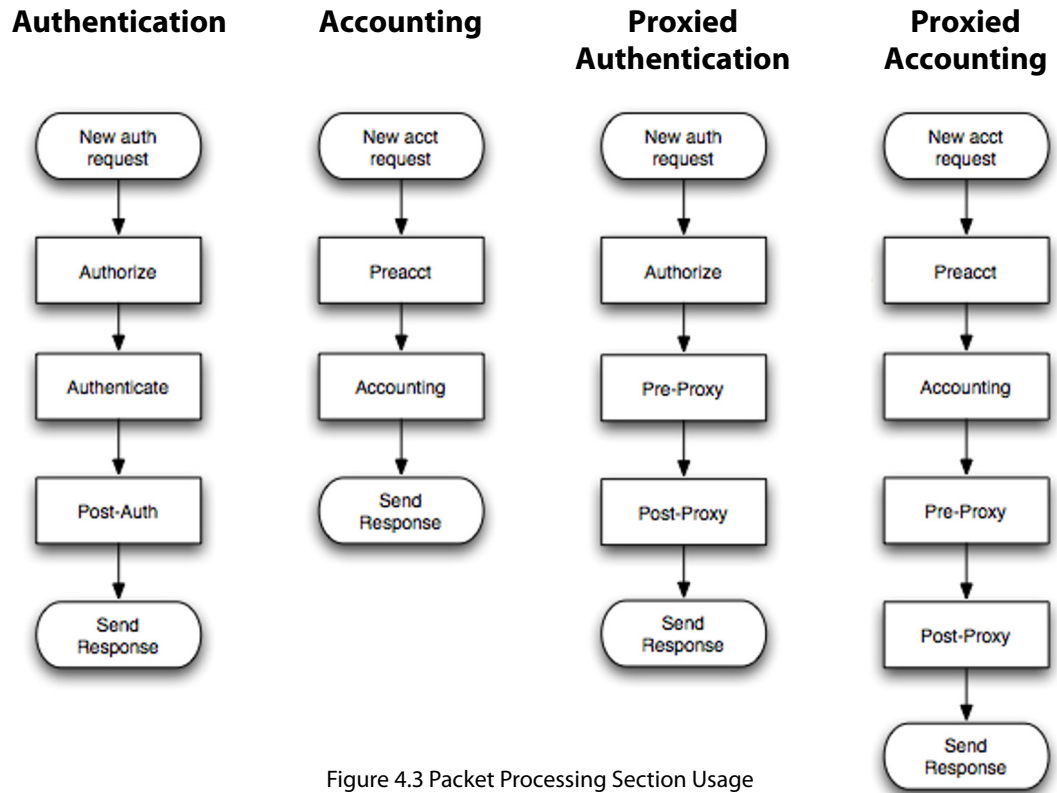 Authentication
New auth
request
Authorize
Authenticate
Post-Auth
Send
Response
Accounting
New acct
request
Preacct
Accounting
Send
Response
Proxied
Authentication
New auth
request
Authorize
Pre-Proxy
Post-Proxy
Send
Response
Proxied
Accounting
New acct
request
Preacct
Accounting
Pre-Proxy
Post-Proxy
Send
Response
Figure 4.3 Packet Processing Section Usage